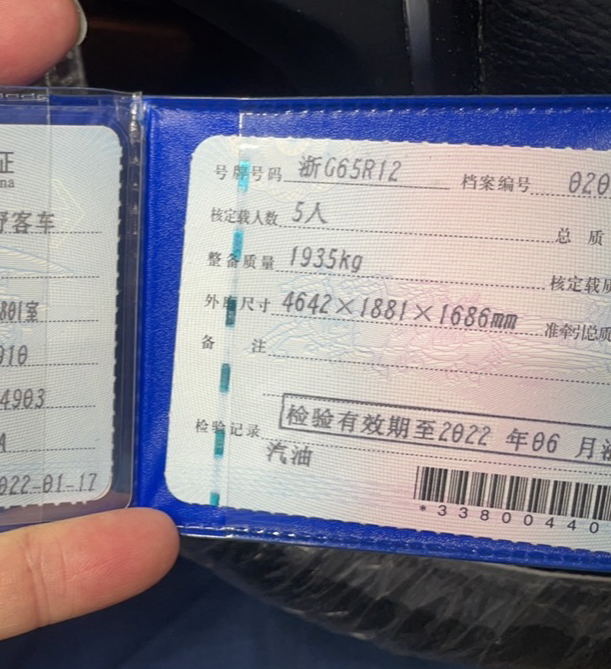 证
na
客车
801室
910
4903
A
022-01-17
号牌号码 浙G65R12 档案编号 020
核定载人数 5人 总 质
整备质量 1935kg 核定载质
外廓尺寸 4642×1881×1686mm 准牵引总质
备 注
检验记录 检验有效期至2022 年06 月
汽油
*33800440